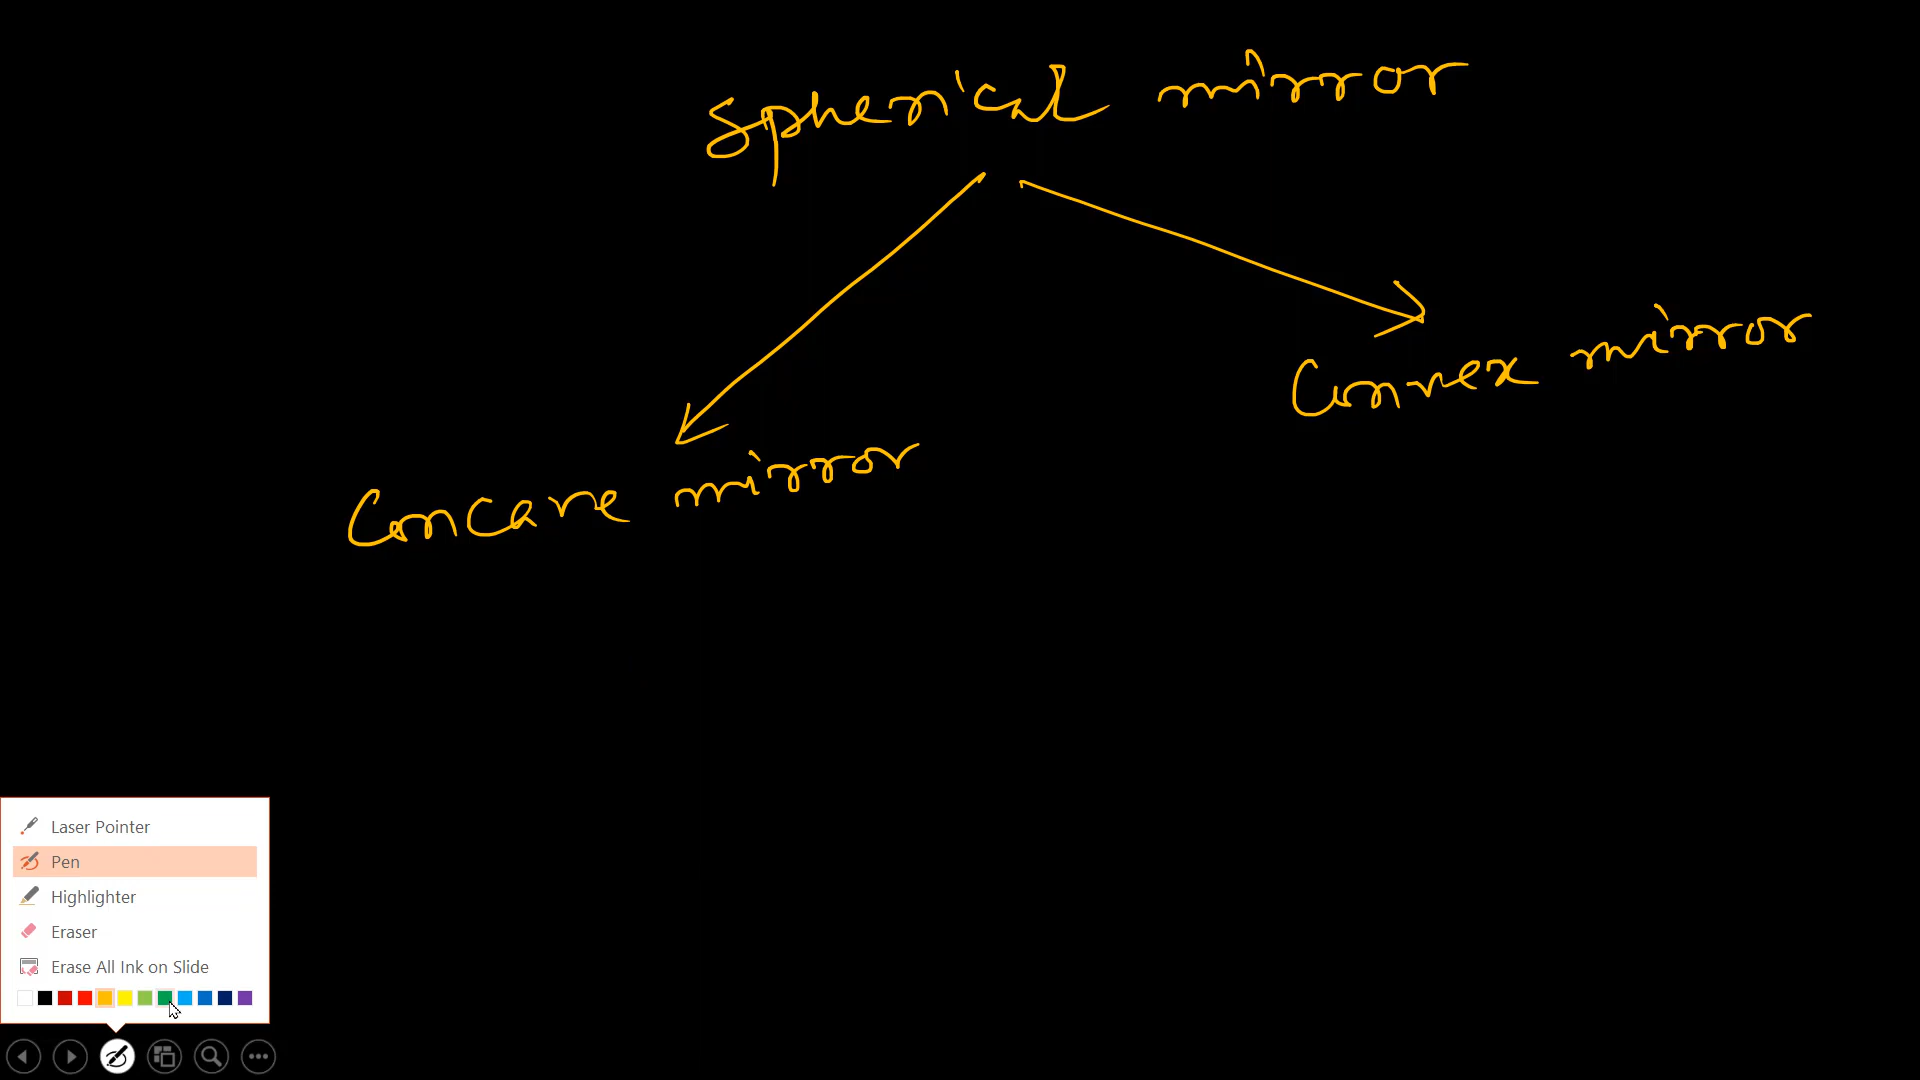 Spherical mirror
Convex mirror
Concave mirror
Laser Pointer
Pen
Highlighter
Eraser
Erase All Ink on Slide